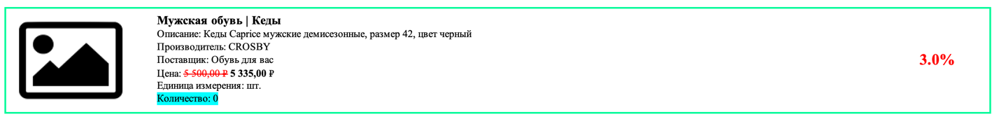 Мужская обувь | Кеды
Описание: Кеды Caprice мужские демисезонные, размер 42, цвет черный
Производитель: CROSBY
Поставщик: Обувь для вас
Цена: 5 500,00 ₽ 5 335,00 ₽
Единица измерения: шт.
Количество: 0
3.0%